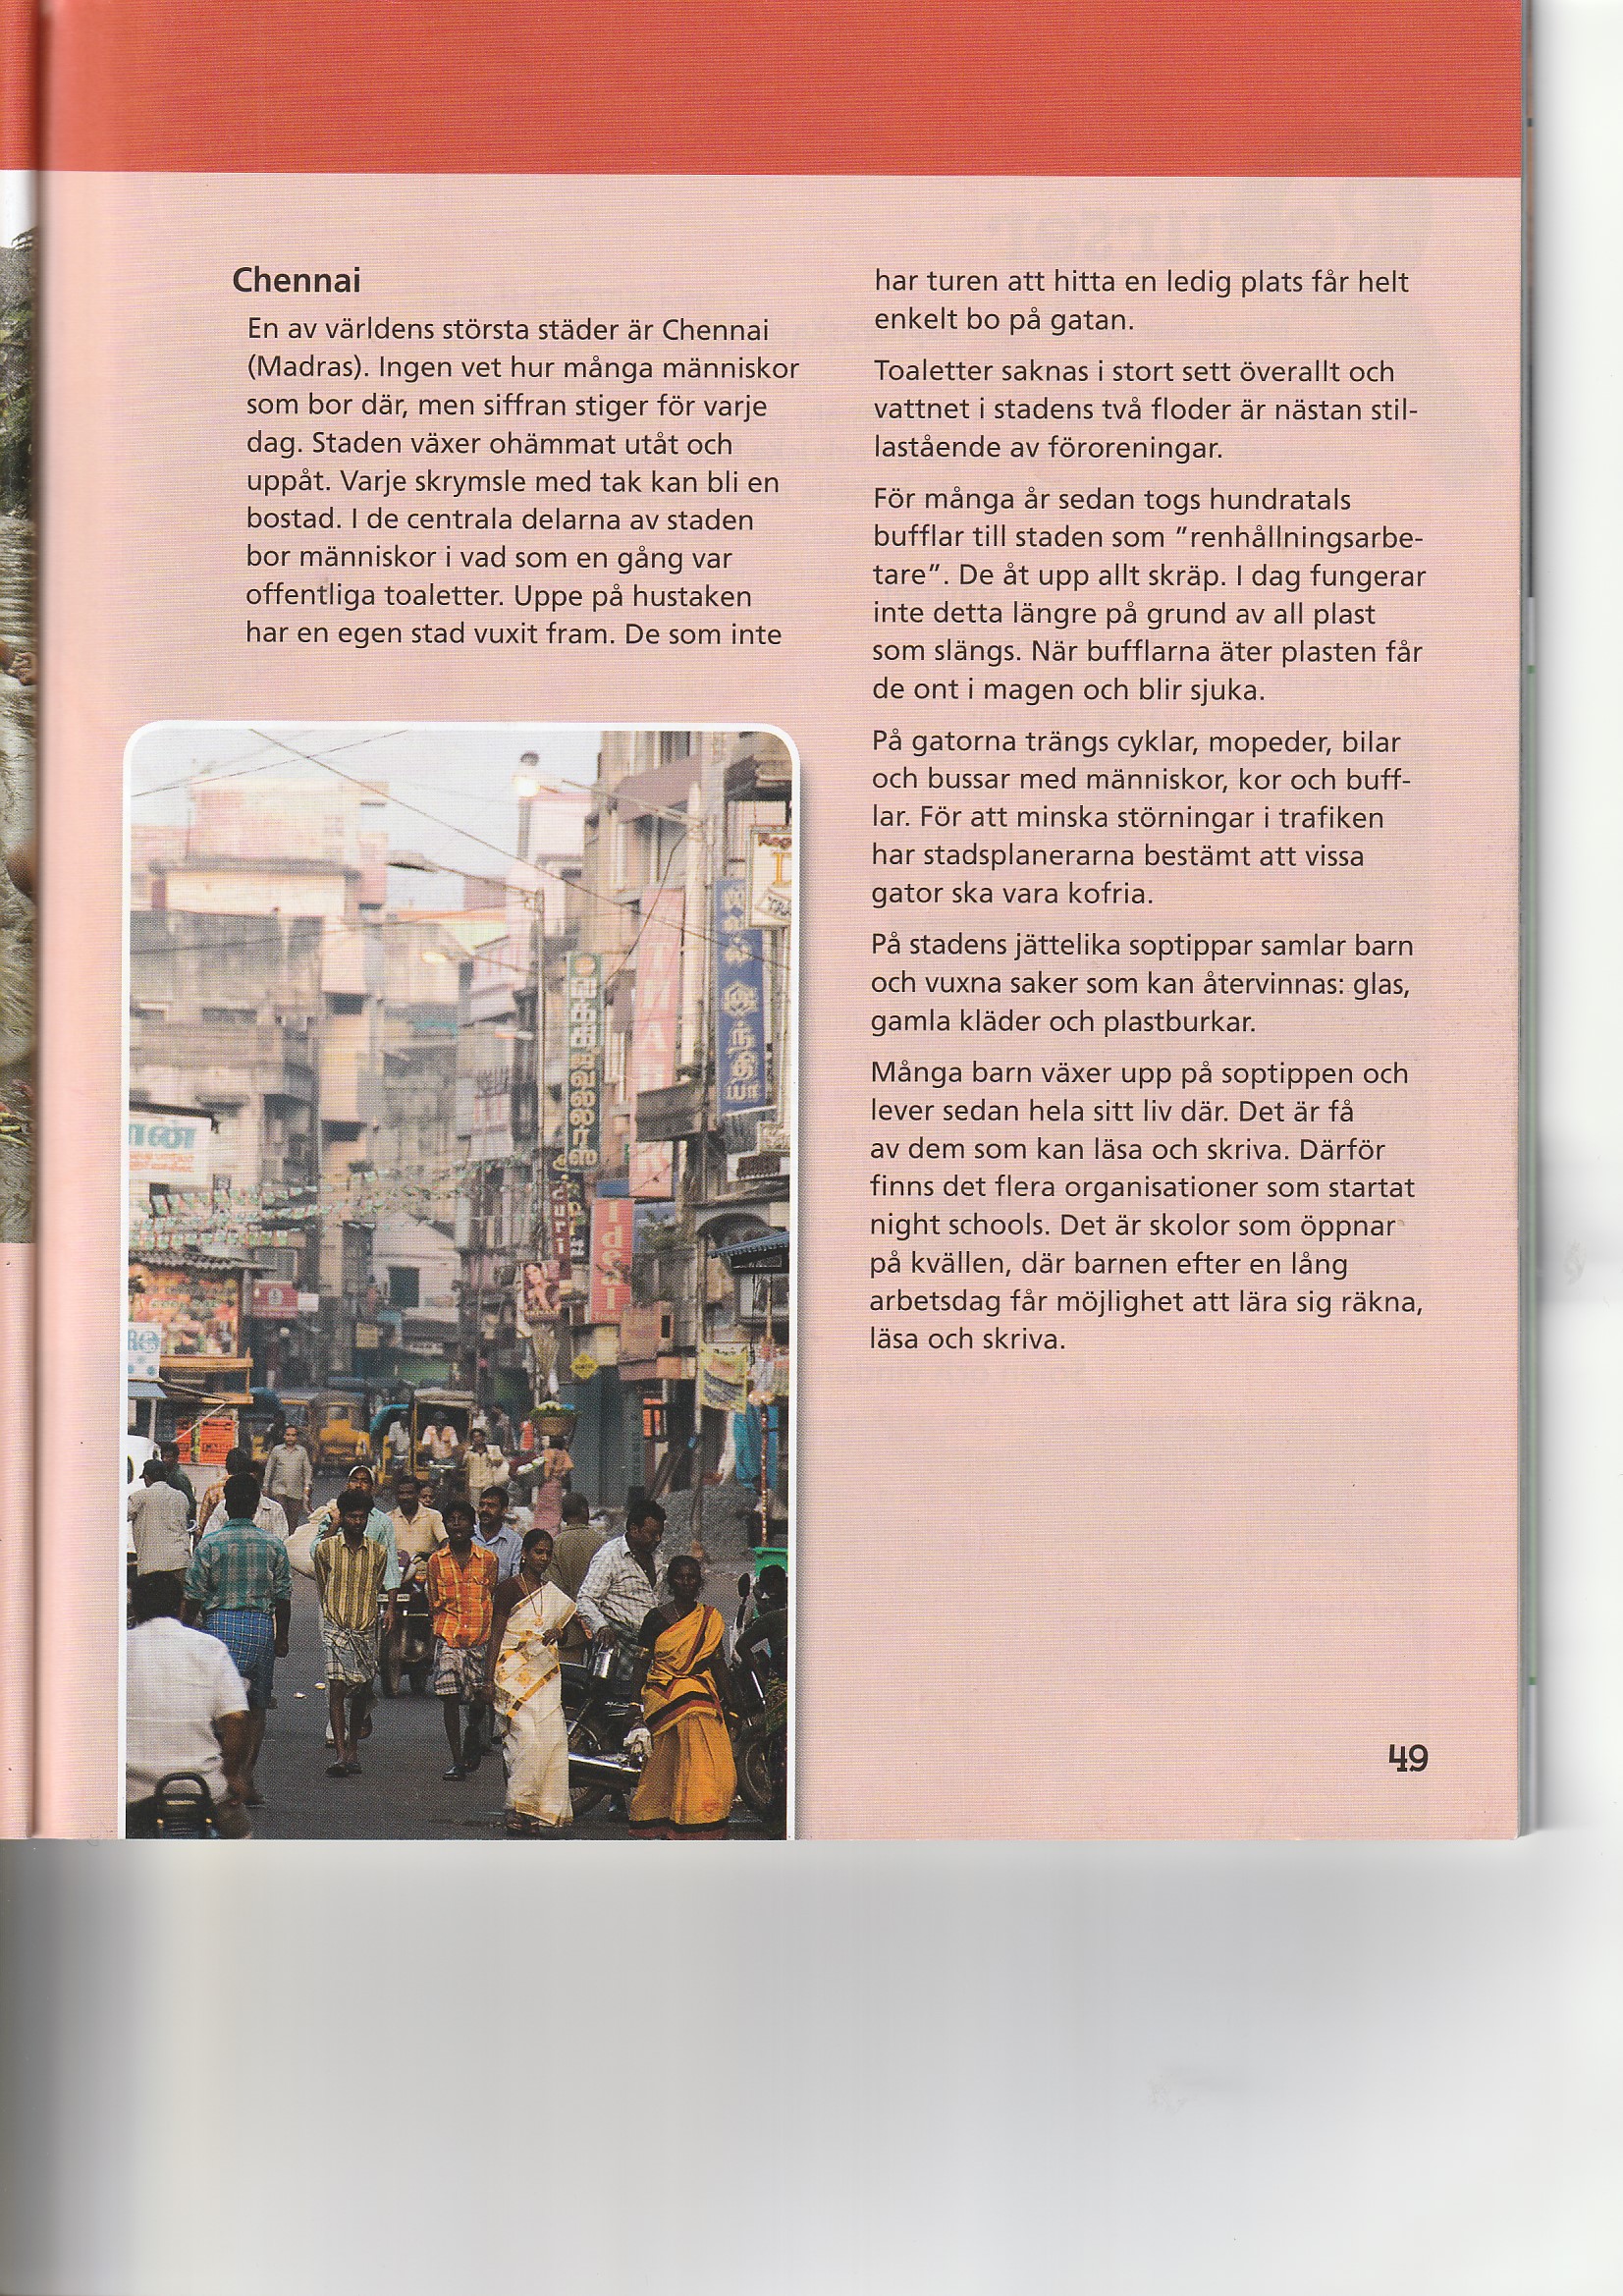 Chennai
En av världens största städer är Chennai
(Madras). Ingen vet hur många människor
som bor där, men siffran stiger för varje
dag. Staden växer ohämmat utåt och
uppåt. Varje skrymsle med tak kan bli en
bostad. I de centrala delarna av staden
bor människor i vad som en gång var
offentliga toaletter. Uppe på hustaken
har en egen stad vuxit fram. De som inte
har turen att hitta en ledig plats får helt
enkelt bo på gatan.
Toaletter saknas i stort sett överallt och
vattnet i stadens två floder är nästan stil-
lastående av föroreningar.
För många år sedan togs hundratals
bufflar till staden som ”renhållningsarbe-
tare”. De åt upp allt skräp. I dag fungerar
inte detta längre på grund av all plast
som slängs. När bufflarna äter plasten får
de ont i magen och blir sjuka.
På gatorna trängs cyklar, mopeder, bilar
och bussar med människor, kor och buff-
lar. För att minska störningar i trafiken
har stadsplanerarna bestämt att vissa
gator ska vara kofria.
På stadens jättelika soptippar samlar barn
och vuxna saker som kan återvinnas: glas,
gamla kläder och plastburkar.
Många barn växer upp på soptippen och
lever sedan hela sitt liv där. Det är få
av dem som kan läsa och skriva. Därför
finns det flera organisationer som startat
night schools. Det är skolor som öppnar
på kvällen, där barnen efter en lång
arbetsdag får möjlighet att lära sig räkna,
läsa och skriva.
Ideal
49